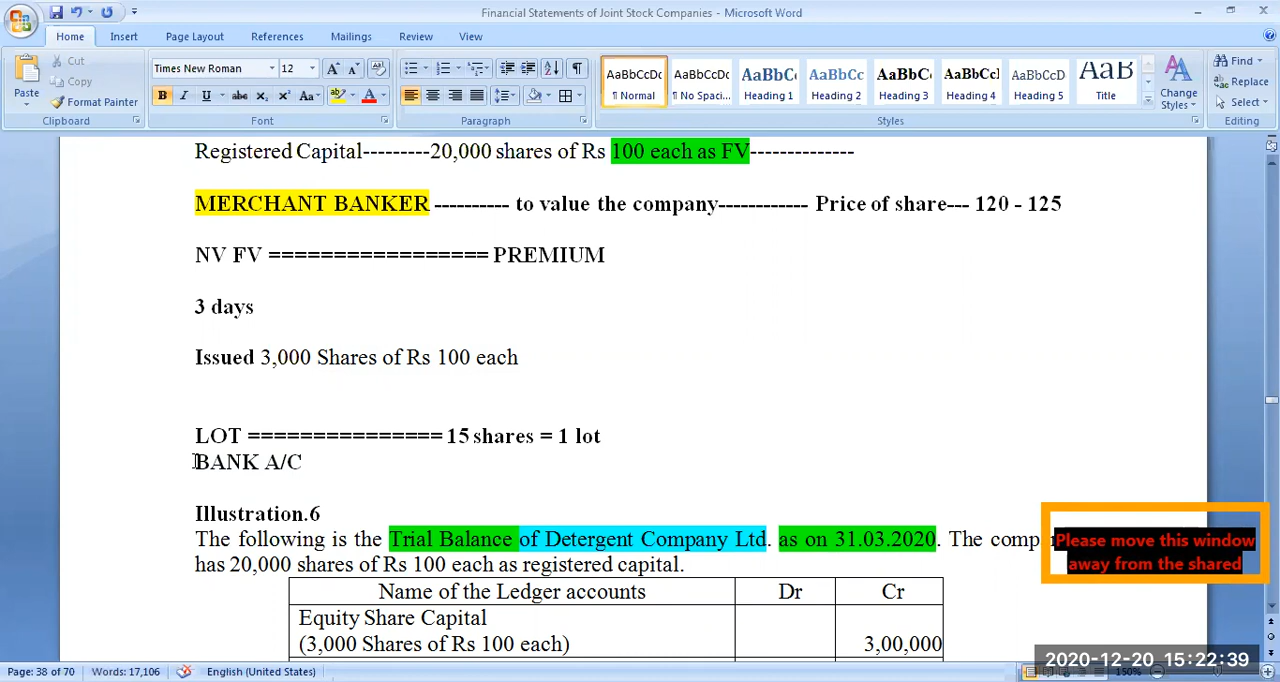 Financial Statements of Joint Stock Companies - Microsoft Word
Home Insert Page Layout References Mailings Review View
Paste
Cut
Copy
Format Painter
Clipboard
Times New Roman 12
Font
Paragraph
AaBbCcDc AaBbCcDc AaBbC AaBbCc AaBbCc AaBbCcI AaBbCcD AaB
¶ Normal ¶ No Spaci... Heading 1 Heading 2 Heading 3 Heading 4 Heading 5 Title
Change
Styles
Styles
Find
Replace
Select
Editing
Registered Capital---------20,000 shares of Rs 100 each as FV--------------
MERCHANT BANKER ---------- to value the company------------ Price of share--- 120 - 125
NV FV ================= PREMIUM
3 days
Issued 3,000 Shares of Rs 100 each
LOT =============== 15 shares = 1 lot
BANK A/C
Illustration.6
The following is the Trial Balance of Detergent Company Ltd. as on 31.03.2020. The comp
has 20,000 shares of Rs 100 each as registered capital.
Name of the Ledger accounts Dr Cr
Equity Share Capital
(3,000 Shares of Rs 100 each) 3,00,000
Please move this window
away from the shared
2020-12-20 15:22:39
Page: 38 of 70 Words: 17,106 English (United States) 150%